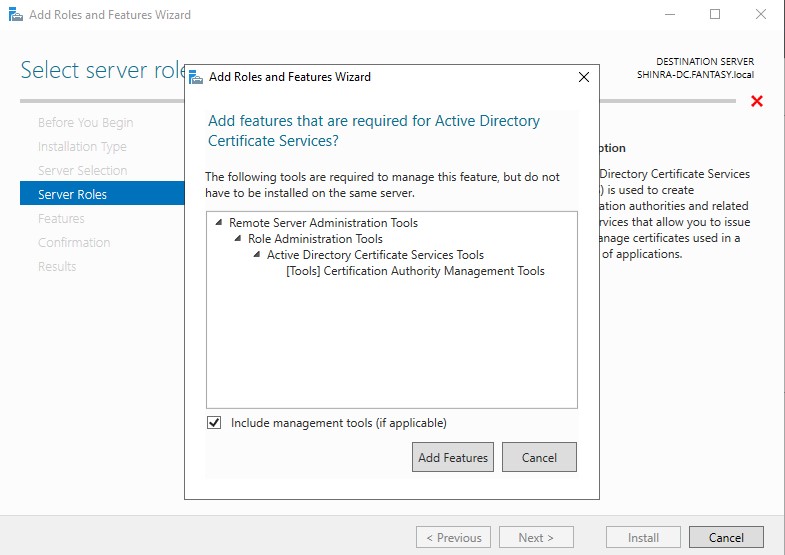 Add Roles and Features Wizard
Select server
DESTINATION SERVER
SHINRA-DC.FANTASY.local
Before You Begin
Installation Type
Server Selection
Server Roles
Features
Confirmation
Results
Add Roles and Features Wizard
Add features that are required for Active Directory
Certificate Services?
The following tools are required to manage this feature, but do not
have to be installed on the same server.
Remote Server Administration Tools
Role Administration Tools
Active Directory Certificate Services Tools
[Tools] Certification Authority Management Tools
Include management tools (if applicable)
Add Features
Cancel
Directory Certificate Services
is used to create
authorities and related
that allow you to issue
certificates used in a
of applications.
< Previous
Next >
Install
Cancel